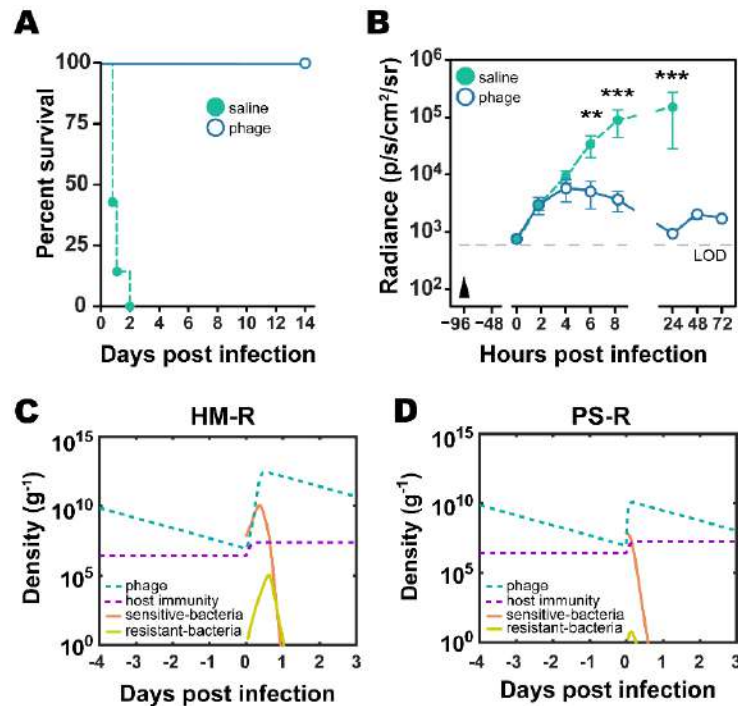 A
Percent survival
100
75
50
25
0
saline
phage
0 2 4 6 8 10 12 14
Days post infection
B
Radiance (p/s/cm²/sr)
10⁶
10⁵
10⁴
10³
10²
saline
phage
** *** ***
LOD
−96 −48 0 2 4 6 8 24 48 72
Hours post infection
C
HM-R
Density (g⁻¹)
10¹⁵
10¹⁰
10⁵
10⁰
phage
host immunity
sensitive-bacteria
resistant-bacteria
-4 -3 -2 -1 0 1 2 3
Days post infection
D
PS-R
Density (g⁻¹)
10¹⁵
10¹⁰
10⁵
10⁰
phage
host immunity
sensitive-bacteria
resistant-bacteria
-4 -3 -2 -1 0 1 2 3
Days post infection